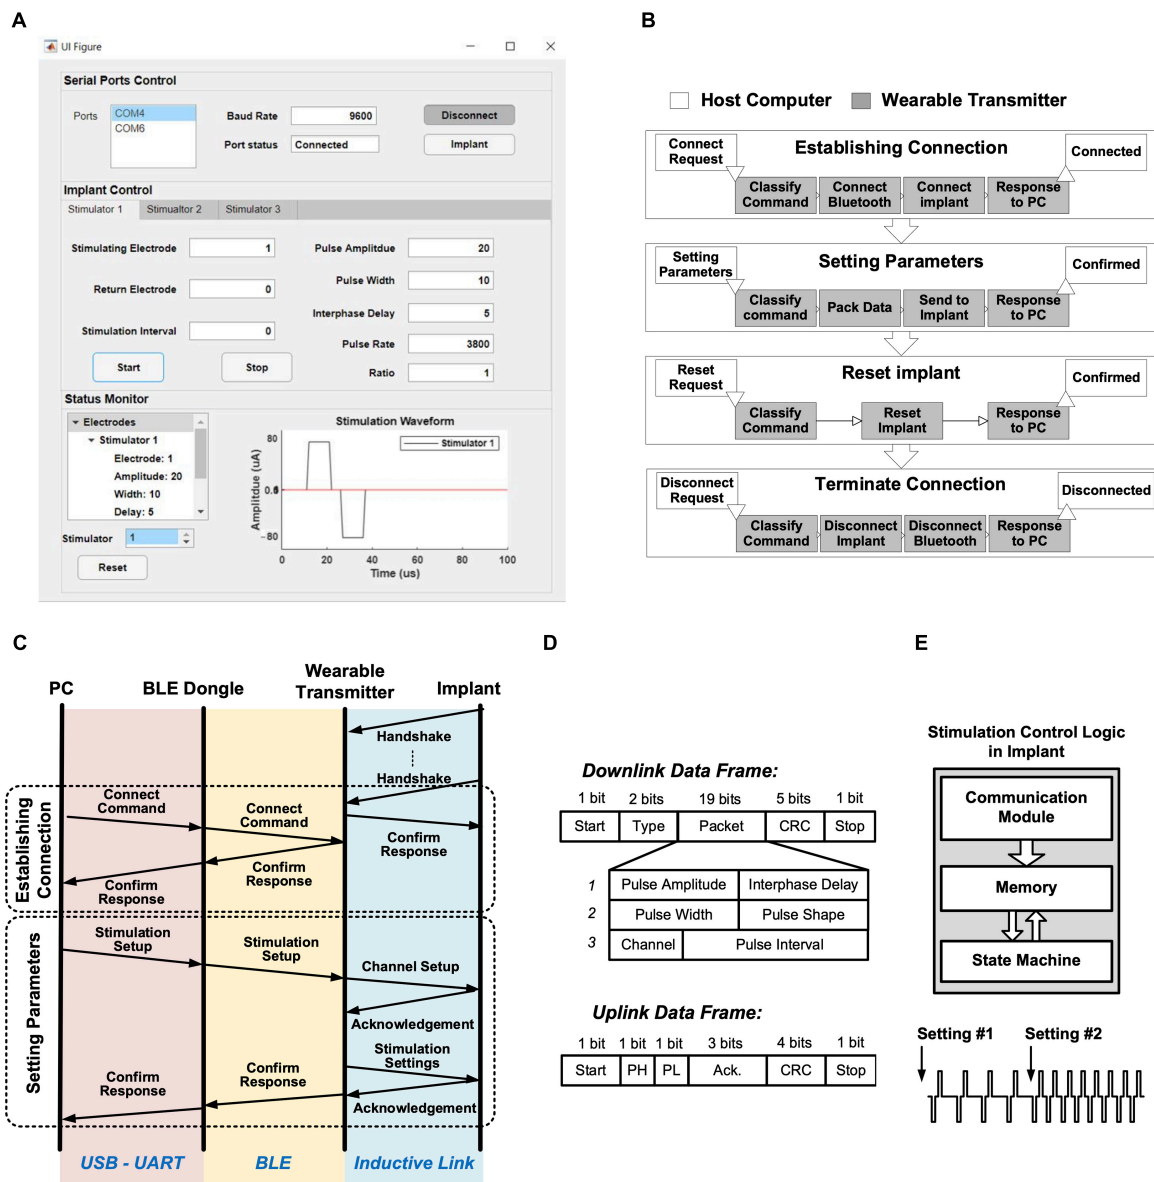 A
UI Figure
Serial Ports Control
Ports
COM4
COM6
Baud Rate
9600
Port status
Connected
Disconnect
Implant
Implant Control
Stimulator 1
Stimualtor 2
Stimulator 3
Stimulating Electrode
1
Return Electrode
0
Stimulation Interval
0
Start
Stop
Pulse Amplitdue
20
Pulse Width
10
Interphase Delay
5
Pulse Rate
3800
Ratio
1
Status Monitor
Electrodes
Stimulator 1
Electrode: 1
Amplitude: 20
Width: 10
Delay: 5
Stimulator
1
Reset
Stimulation Waveform
Stimulator 1
Amplitdue (uA)
80
-80
0
20
40
60
80
100
Time (us)
B
Host Computer
Wearable Transmitter
Connect
Request
Establishing Connection
Connected
Classify
Command
Connect
Bluetooth
Connect
implant
Response
to PC
Setting
Parameters
Setting Parameters
Confirmed
Classify
command
Pack Data
Send to
Implant
Response
to PC
Reset
Request
Reset implant
Confirmed
Classify
Command
Reset
Implant
Response
to PC
Disconnect
Request
Terminate Connection
Disconnected
Classify
Command
Disconnect
Implant
Disconnect
Bluetooth
Response
to PC
C
PC
BLE Dongle
Wearable
Transmitter
Implant
Handshake
Handshake
Establishing
Connection
Connect
Command
Connect
Command
Confirm
Response
Confirm
Response
Confirm
Response
Setting Parameters
Stimulation
Setup
Stimulation
Setup
Channel Setup
Acknowledgement
Stimulation
Settings
Confirm
Response
Confirm
Response
Acknowledgement
USB - UART
BLE
Inductive Link
D
Downlink Data Frame:
1 bit
2 bits
19 bits
5 bits
1 bit
Start
Type
Packet
CRC
Stop
1
Pulse Amplitude
Interphase Delay
2
Pulse Width
Pulse Shape
3
Channel
Pulse Interval
Uplink Data Frame:
1 bit
1 bit
1 bit
3 bits
4 bits
1 bit
Start
PH
PL
Ack.
CRC
Stop
E
Stimulation Control Logic
in Implant
Communication
Module
Memory
State Machine
Setting #1
Setting #2